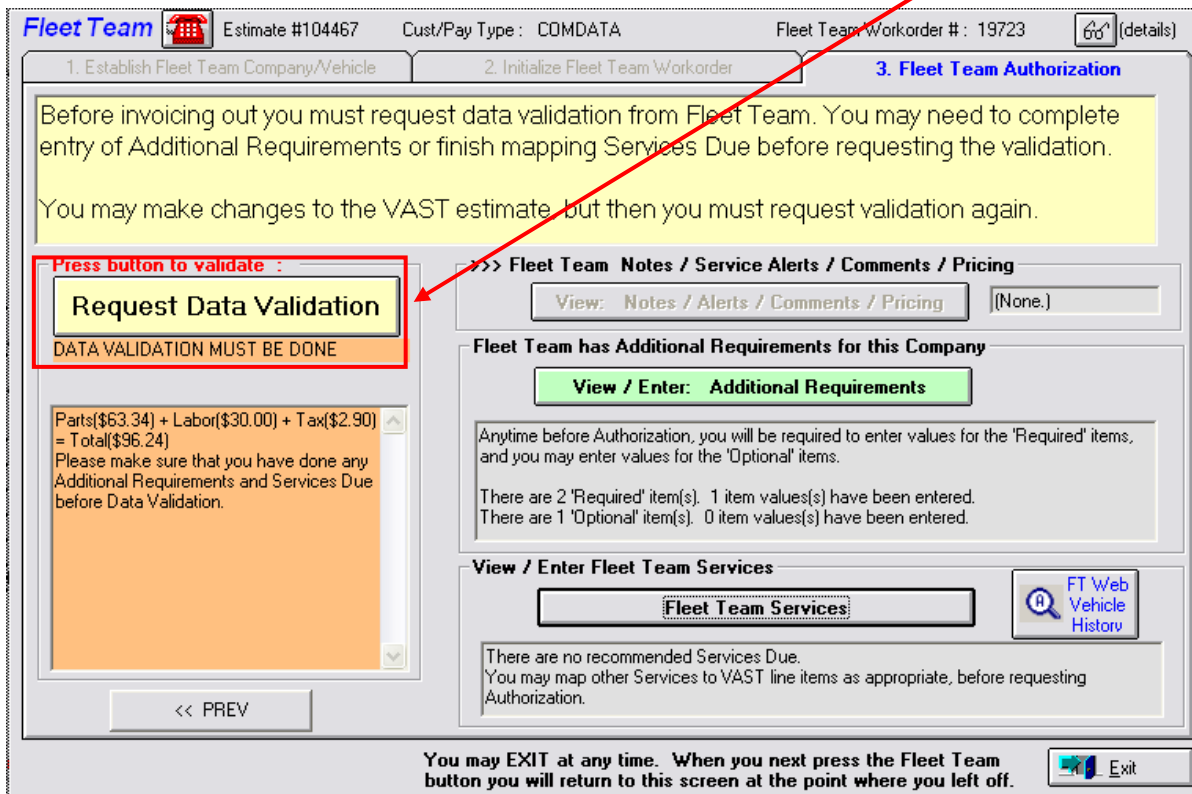 Fleet Team Estimate #104467 Cust/Pay Type : COMDATA Fleet Team Workorder # : 19723 (details)
1. Establish Fleet Team Company/Vehicle 2. Initialize Fleet Team Workorder 3. Fleet Team Authorization
Before invoicing out you must request data validation from Fleet Team. You may need to complete
entry of Additional Requirements or finish mapping Services Due before requesting the validation.
You may make changes to the VAST estimate, but then you must request validation again.
Press button to validate :
Request Data Validation
DATA VALIDATION MUST BE DONE
Parts($63.34) + Labor($30.00) + Tax($2.90)
= Total($96.24)
Please make sure that you have done any
Additional Requirements and Services Due
before Data Validation.
<< PREV
>>> Fleet Team Notes / Service Alerts / Comments / Pricing
View: Notes / Alerts / Comments / Pricing (None.)
Fleet Team has Additional Requirements for this Company
View / Enter: Additional Requirements
Anytime before Authorization, you will be required to enter values for the 'Required' items,
and you may enter values for the 'Optional' items.
There are 2 'Required' item(s). 1 item values(s) have been entered.
There are 1 'Optional' item(s). 0 item values(s) have been entered.
View / Enter Fleet Team Services
Fleet Team Services
FT Web
Vehicle
History
There are no recommended Services Due.
You may map other Services to VAST line items as appropriate, before requesting
Authorization.
You may EXIT at any time. When you next press the Fleet Team
button you will return to this screen at the point where you left off.
Exit